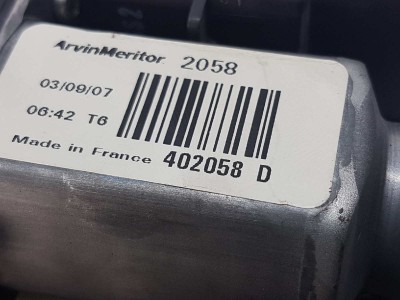 ArvinMeritor 2058
03/09/07
06:42 T6
Made in France 402058 D